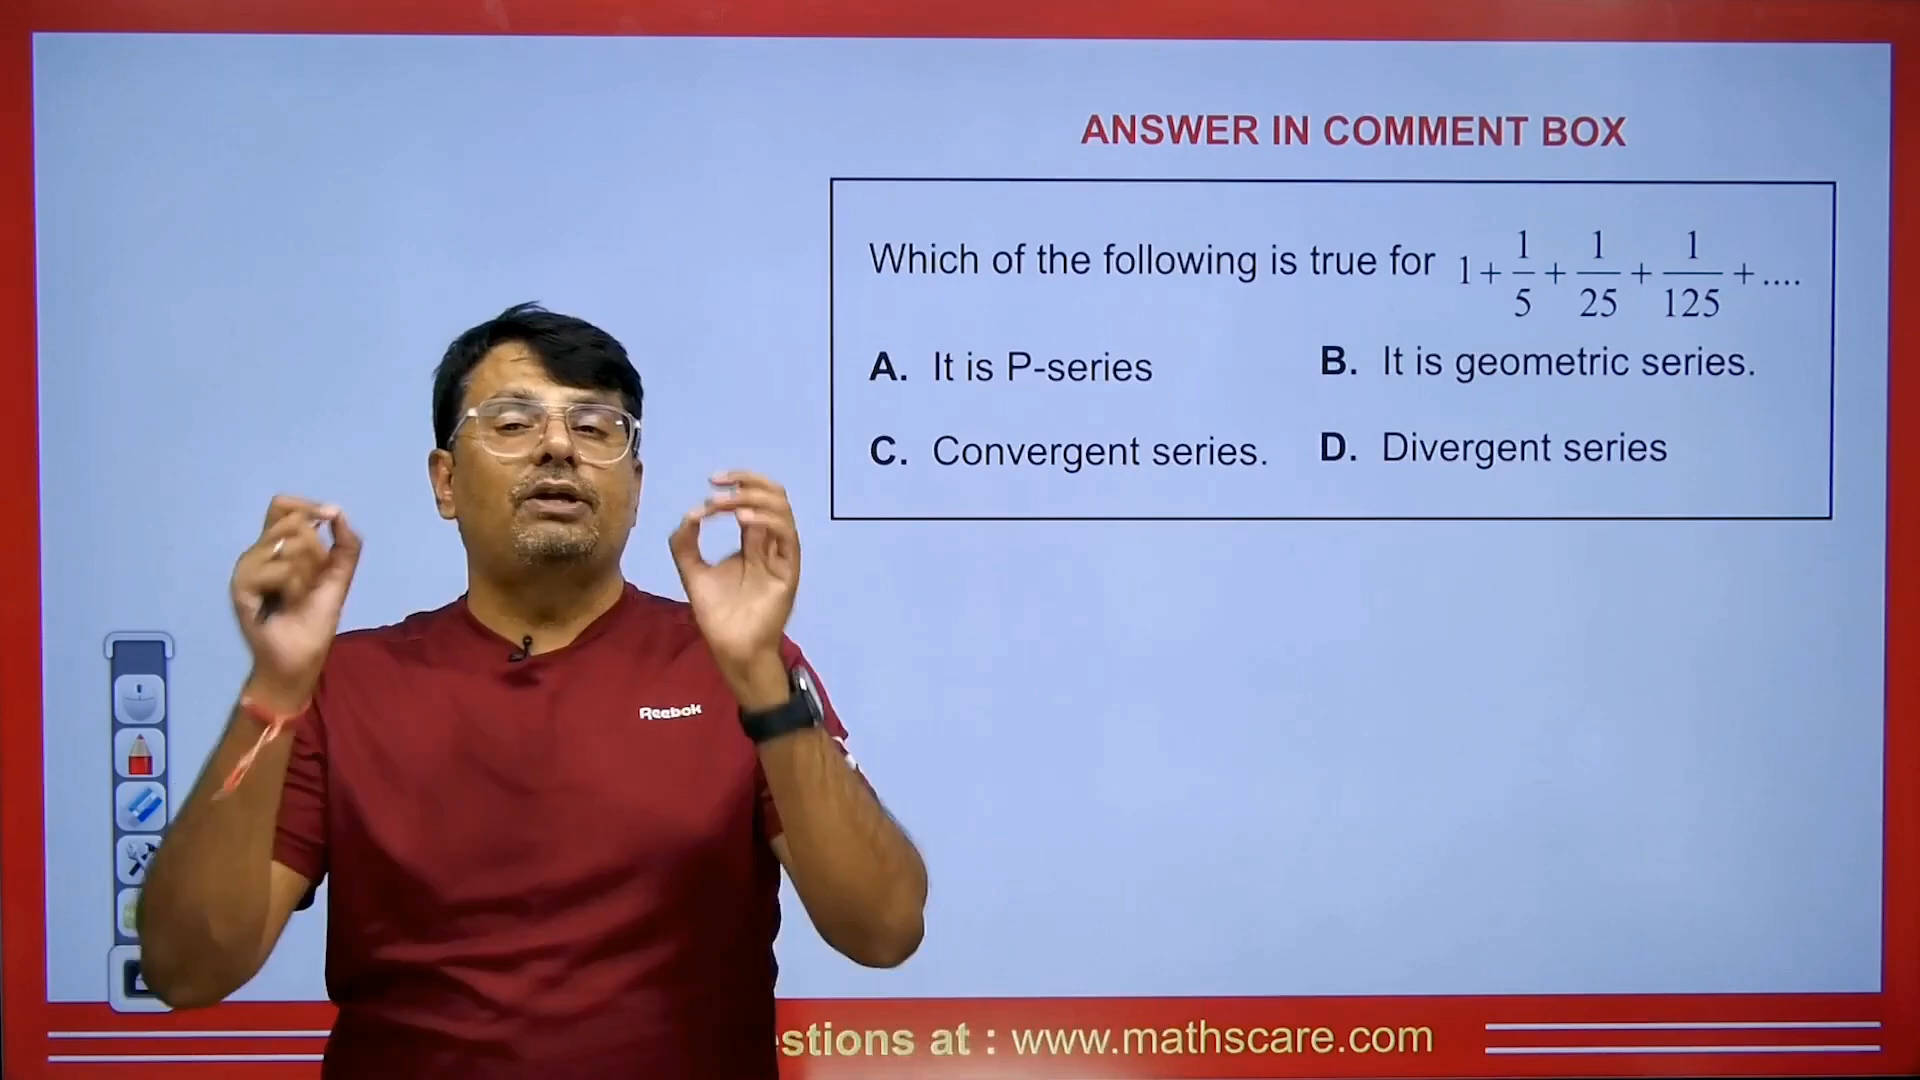 ANSWER IN COMMENT BOX
Which of the following is true for 1 + 1/5 + 1/25 + 1/125 + ....
A. It is P-series
B. It is geometric series.
C. Convergent series.
D. Divergent series
Reebok
at : www.mathscare.com